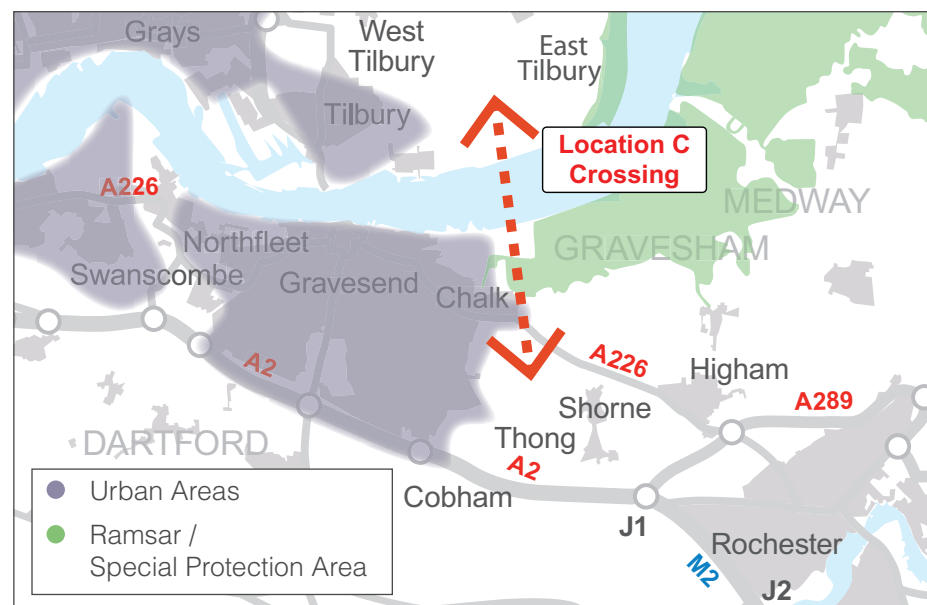 Grays
West
Tilbury
East
Tilbury
Tilbury
Location C
Crossing
A226
MEDWAY
Northfleet
GRAVESHAM
Swanscombe
Gravesend
Chalk
A2
A226
Higham
Shorne
A289
DARTFORD
Thong
A2
Cobham
J1
Rochester
M2
J2
Urban Areas
Ramsar /
Special Protection Area